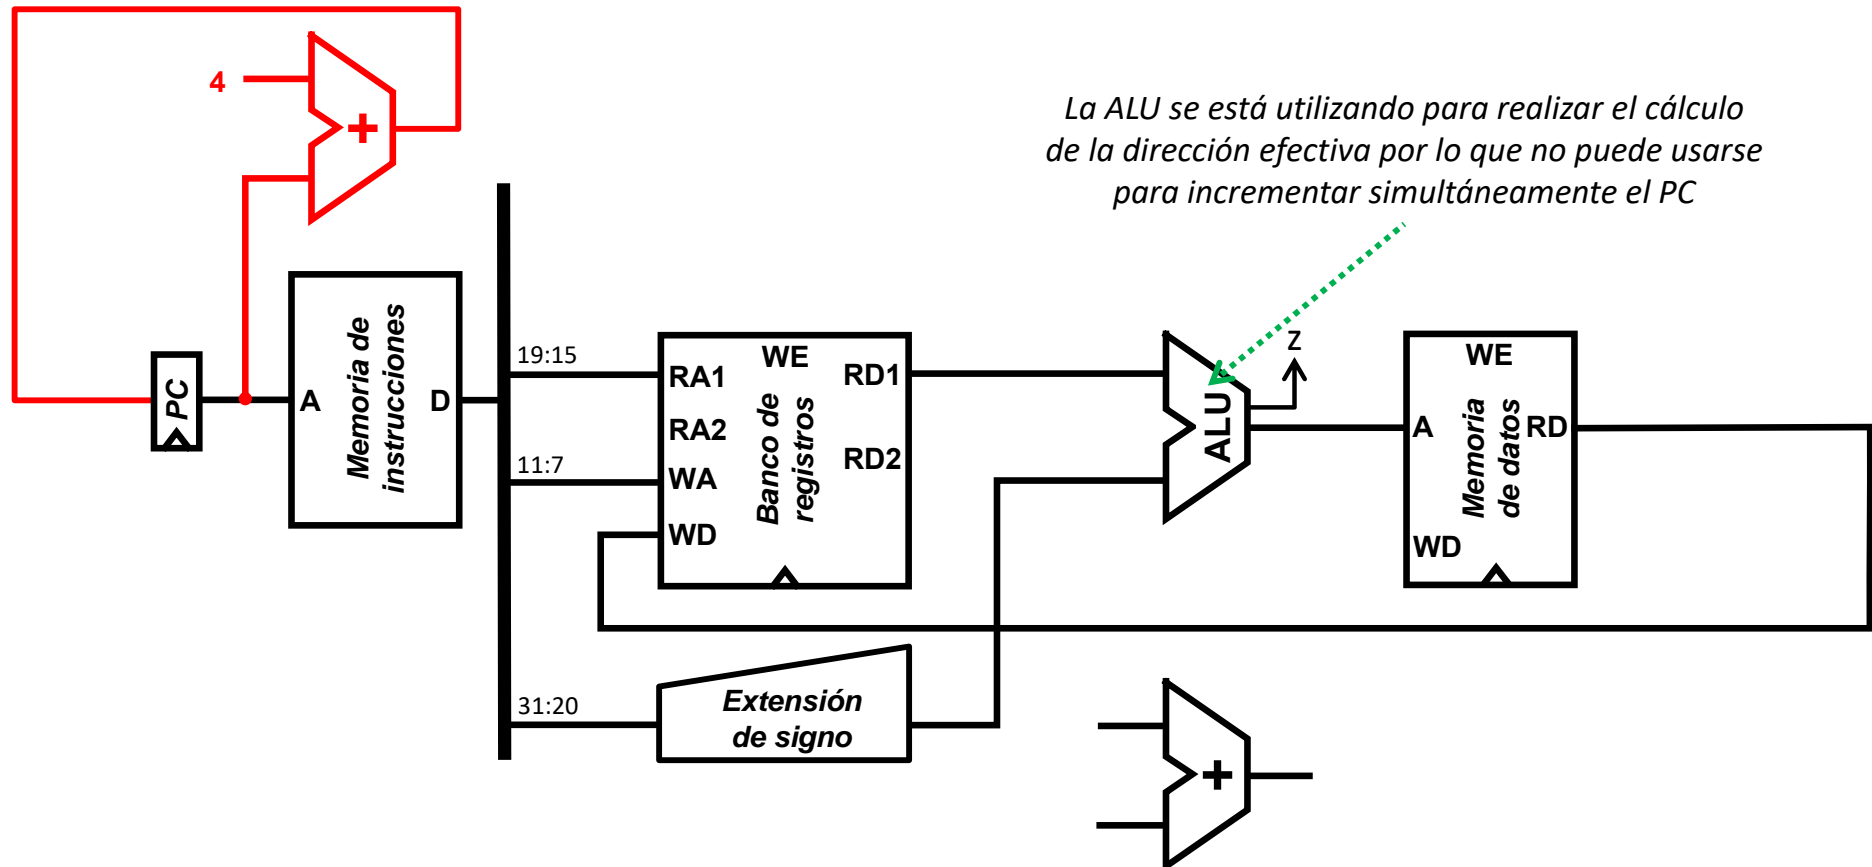 4
+
La ALU se está utilizando para realizar el cálculo
de la dirección efectiva por lo que no puede usarse
para incrementar simultáneamente el PC
PC
A
Memoria de
instrucciones
D
19:15
11:7
31:20
RA1
RA2
WA
WD
WE
Banco de
registros
RD1
RD2
Extensión
de signo
ALU
Z
A
WD
WE
Memoria
de datos
RD
+